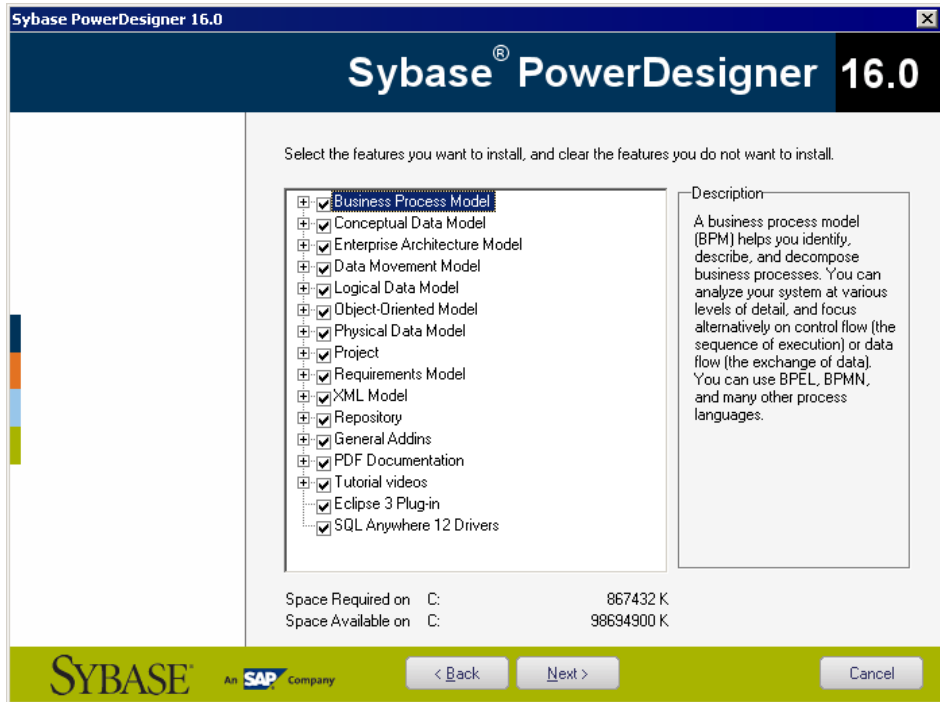 Sybase PowerDesigner 16.0
Sybase® PowerDesigner 16.0
Select the features you want to install, and clear the features you do not want to install.
Business Process Model
Conceptual Data Model
Enterprise Architecture Model
Data Movement Model
Logical Data Model
Object-Oriented Model
Physical Data Model
Project
Requirements Model
XML Model
Repository
General Addins
PDF Documentation
Tutorial videos
Eclipse 3 Plug-in
SQL Anywhere 12 Drivers
Description
A business process model
(BPM) helps you identify,
describe, and decompose
business processes. You can
analyze your system at various
levels of detail, and focus
alternatively on control flow (the
sequence of execution) or data
flow (the exchange of data).
You can use BPEL, BPMN,
and many other process
languages.
Space Required on C: 867432 K
Space Available on C: 98694900 K
SYBASE An SAP Company
< Back
Next >
Cancel